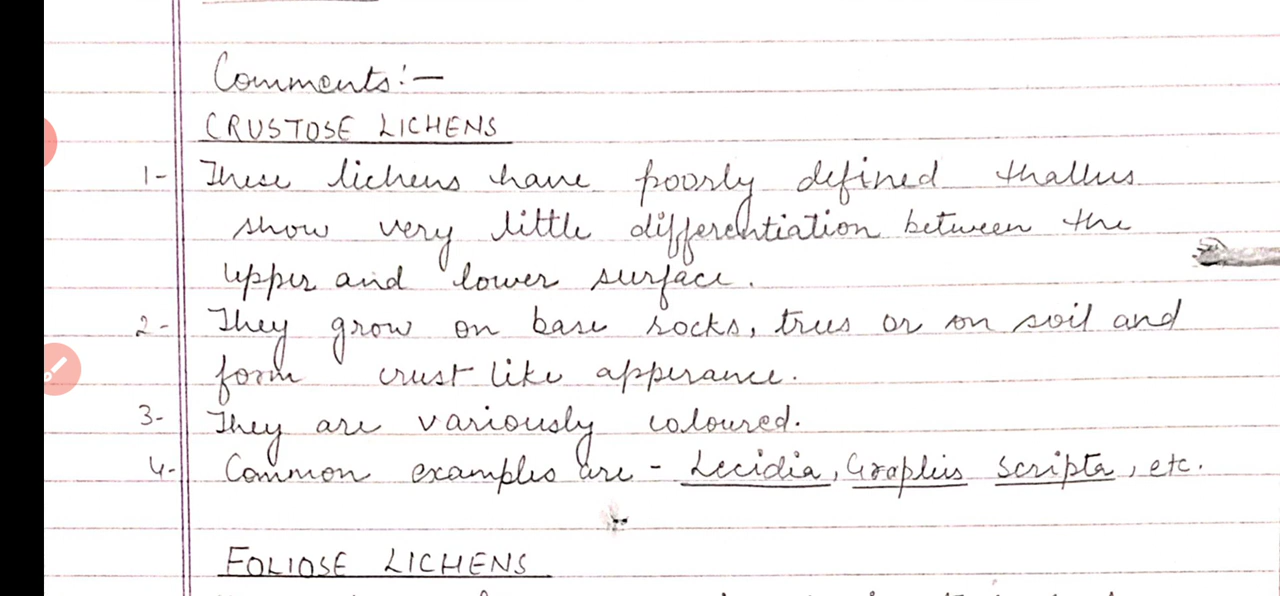 Comments:-
CRUSTOSE LICHENS
1- These lichens have poorly defined thallus
show very little differentiation between the
upper and lower surface.
2- They grow on base rocks, trees or on soil and
form crust like apperance.
3- They are variously coloured.
4- Common examples are - Lecidia, Graphis scripta, etc.
FOLIOSE LICHENS